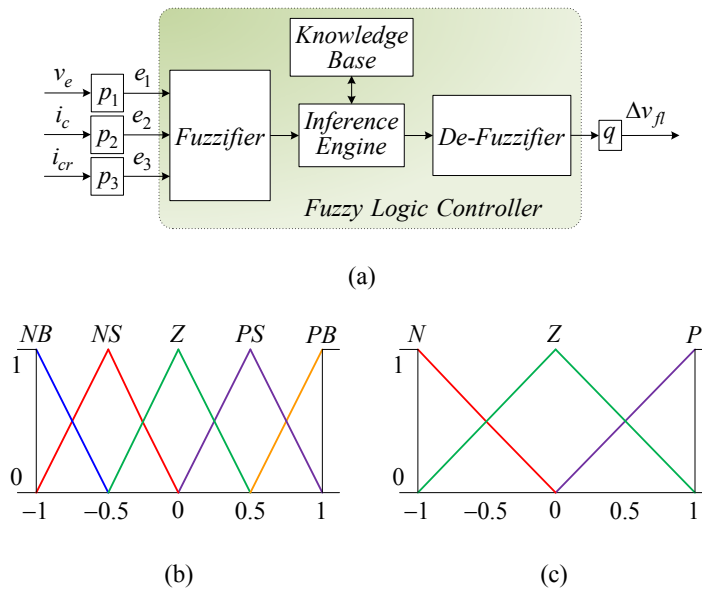 Knowledge
Base
v_e p_1 e_1
i_c p_2 e_2
i_cr p_3 e_3
Fuzzifier
Inference
Engine
De-Fuzzifier
q
Δv_fl
Fuzzy Logic Controller
(a)
NB NS Z PS PB
1
0
−1 −0.5 0 0.5 1
(b)
N Z P
1
0
−1 −0.5 0 0.5 1
(c)